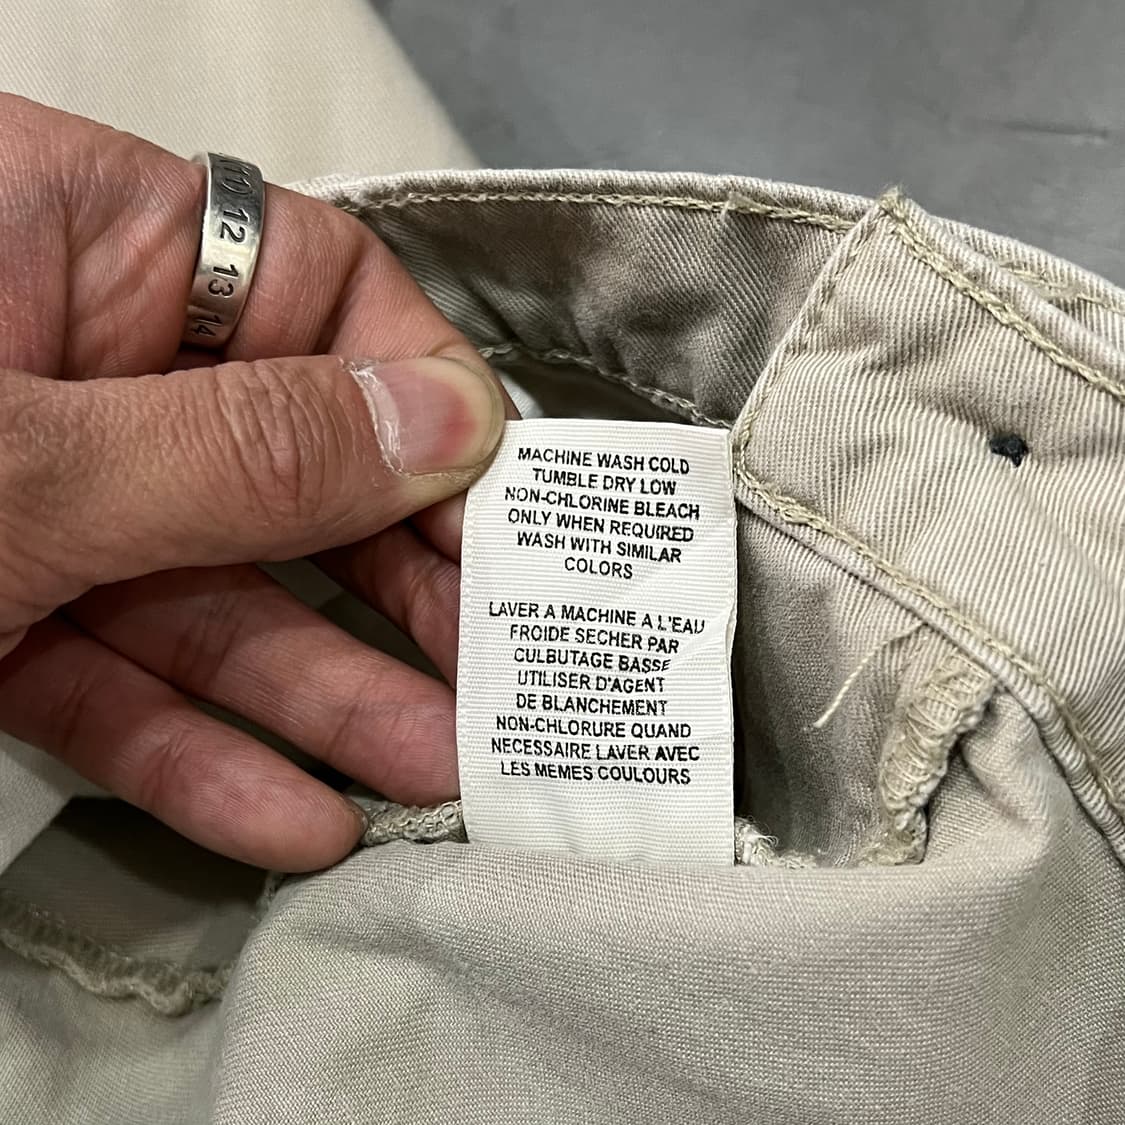 11) 12 13 14
MACHINE WASH COLD
TUMBLE DRY LOW
NON-CHLORINE BLEACH
ONLY WHEN REQUIRED
WASH WITH SIMILAR
COLORS
LAVER A MACHINE A L'EAU
FROIDE SECHER PAR
CULBUTAGE BASSE
UTILISER D'AGENT
DE BLANCHEMENT
NON-CHLORURE QUAND
NECESSAIRE LAVER AVEC
LES MEMES COULOURS